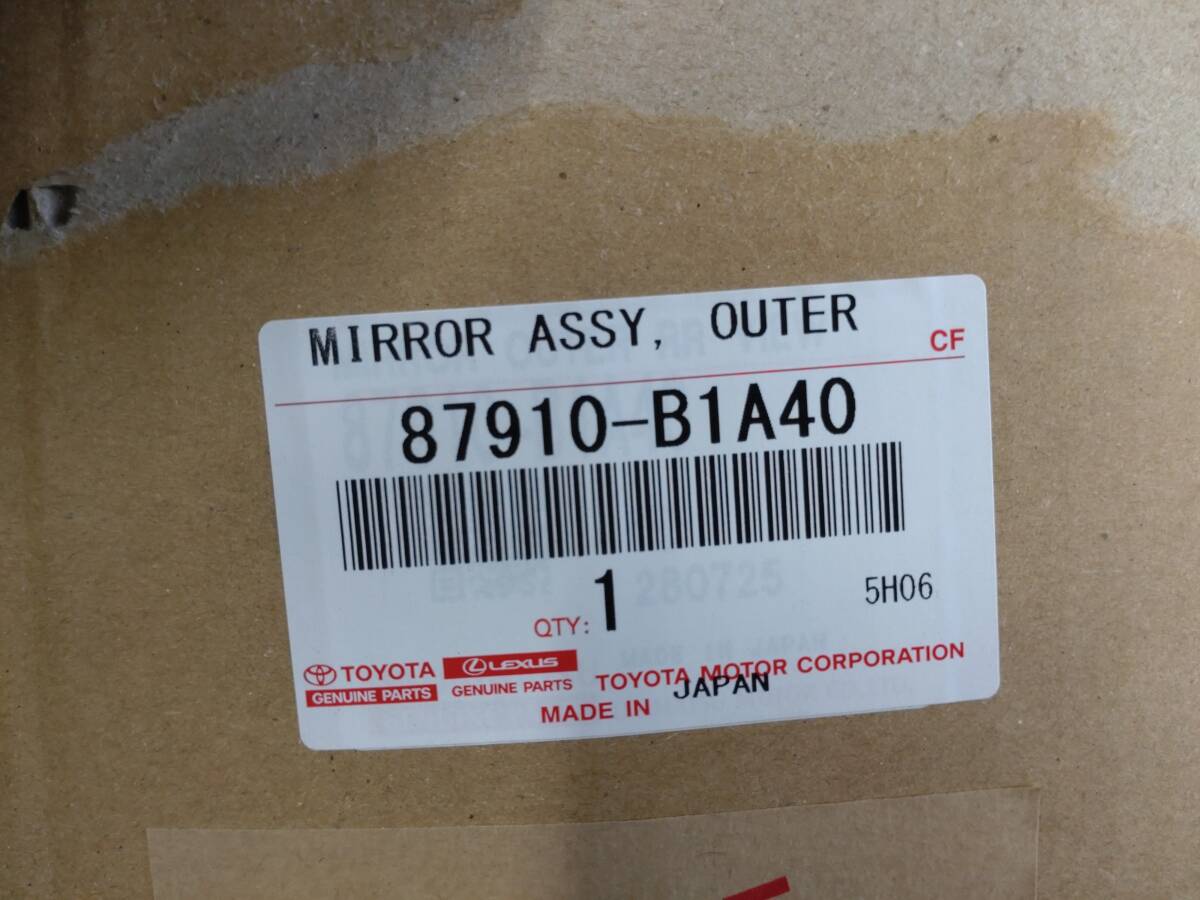 MIRROR ASSY, OUTER
CF
87910-B1A40
QTY: 1
5H06
TOYOTA
GENUINE PARTS
LEXUS
GENUINE PARTS
TOYOTA MOTOR CORPORATION
MADE IN JAPAN
280725